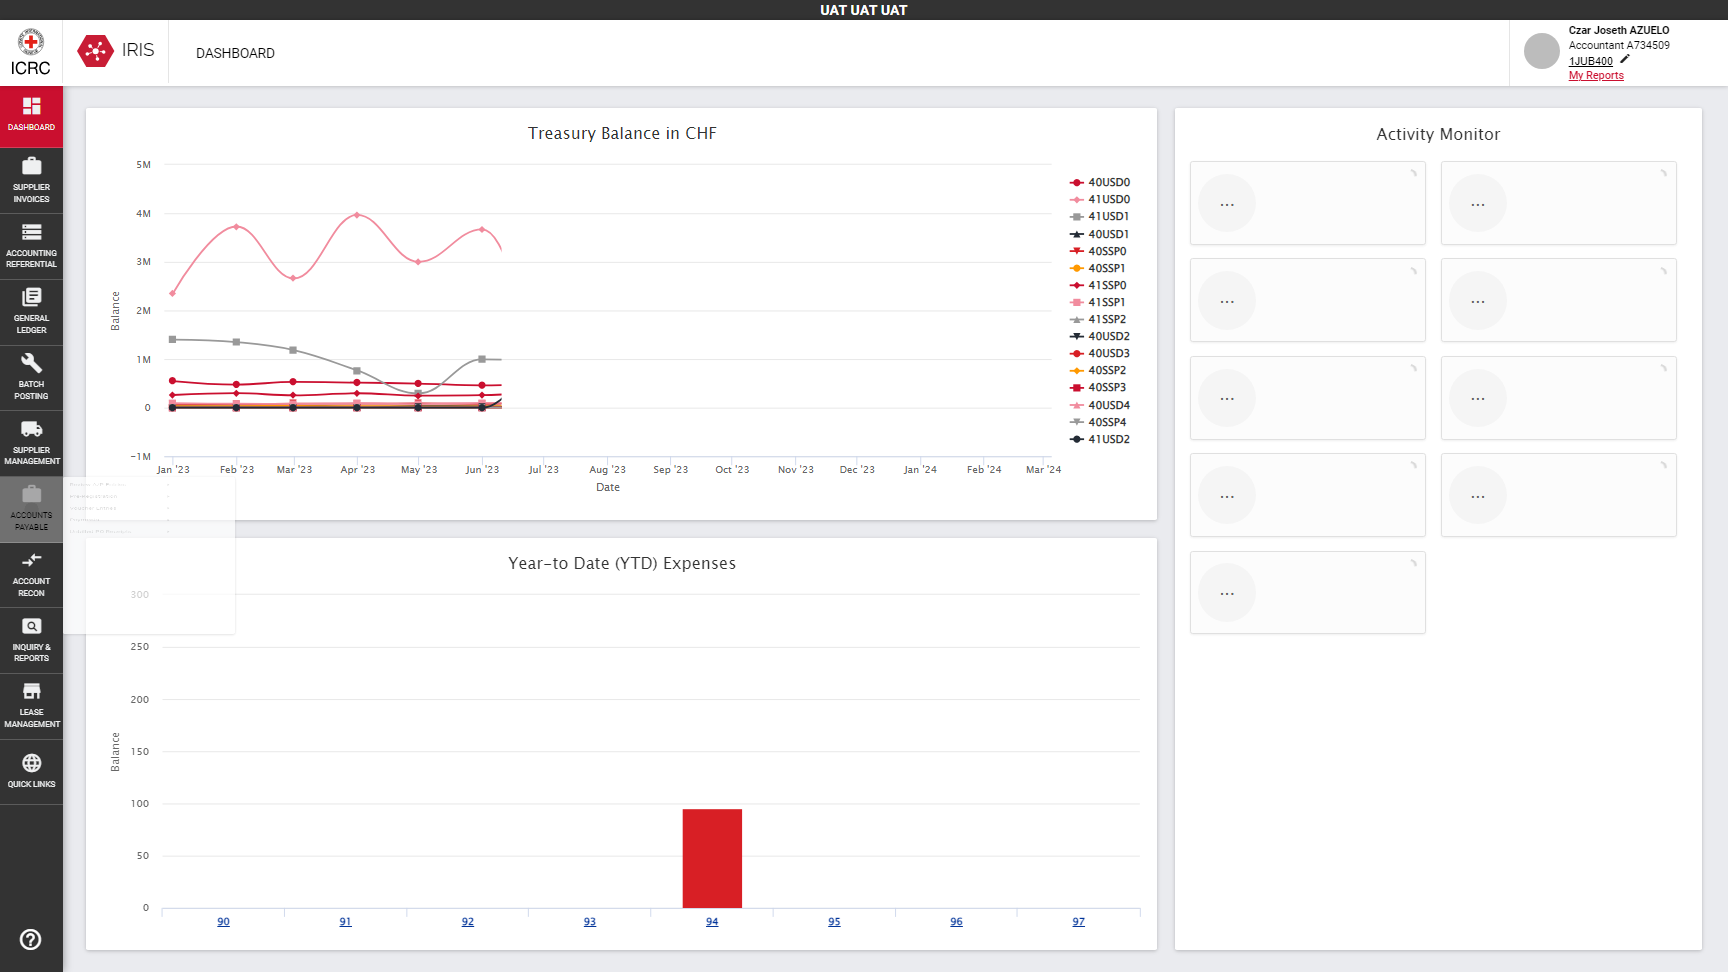 UAT UAT UAT
ICRC
IRIS
DASHBOARD
Czar Joseth AZUELO
Accountant A734509
1JUB400
My Reports
DASHBOARD
SUPPLIER
INVOICES
ACCOUNTING
REFERENTIAL
GENERAL
LEDGER
BATCH
POSTING
SUPPLIER
MANAGEMENT
ACCOUNTS
PAYABLE
ACCOUNT
RECON
INQUIRY &
REPORTS
LEASE
MANAGEMENT
QUICK LINKS
Treasury Balance in CHF
Balance
5M
4M
3M
2M
1M
0
−1M
Jan '23 Feb '23 Mar '23 Apr '23 May '23 Jun '23 Jul '23 Aug '23 Sep '23 Oct '23 Nov '23 Dec '23 Jan '24 Feb '24 Mar '24
Date
40USD0
41USD0
41USD1
40USD1
40SSP0
40SSP1
41SSP0
41SSP1
41SSP2
40USD2
40USD3
40SSP2
40SSP3
40USD4
40SSP4
41USD2
Year-to Date (YTD) Expenses
Balance
300
250
200
150
100
50
0
90 91 92 93 94 95 96 97
Activity Monitor
... ...
... ...
... ...
... ...
...